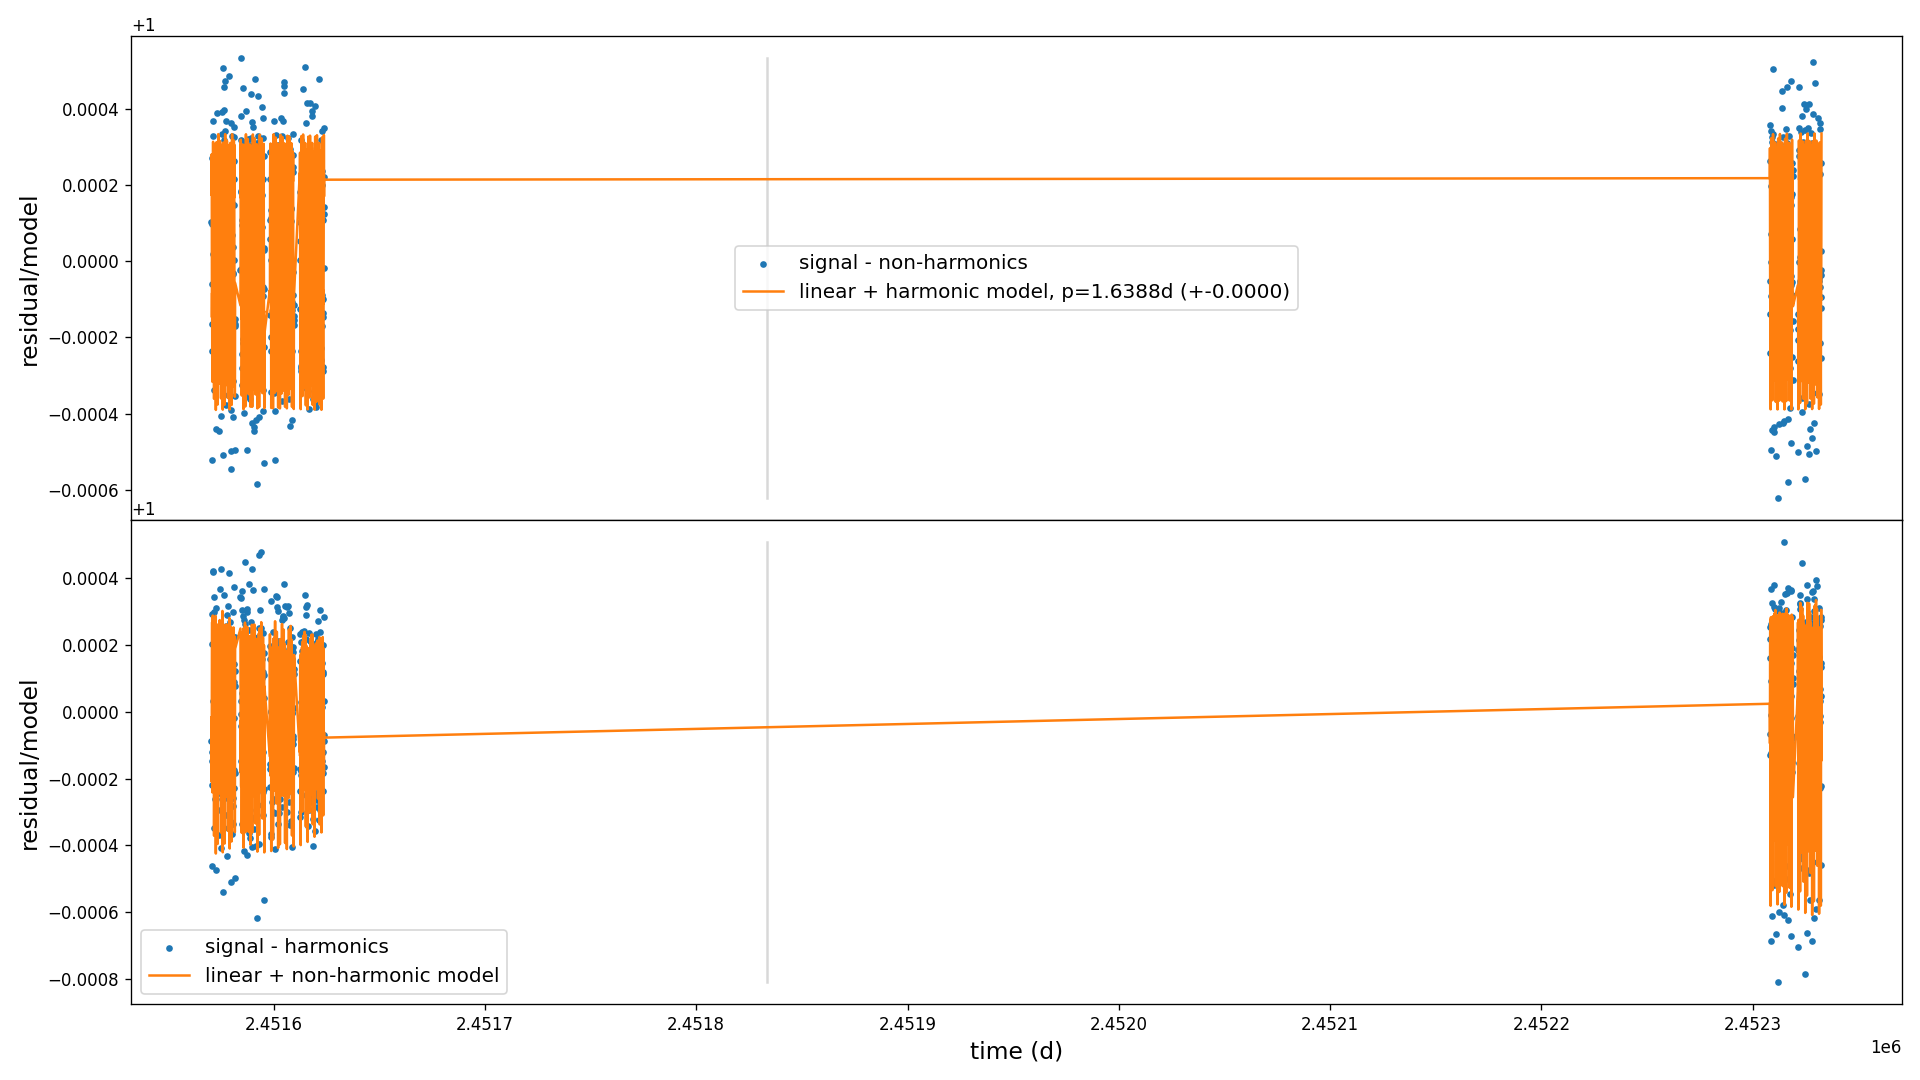 +1
residual/model
0.0004
0.0002
0.0000
−0.0002
−0.0004
−0.0006
signal - non-harmonics
linear + harmonic model, p=1.6388d (+-0.0000)
+1
residual/model
0.0004
0.0002
0.0000
−0.0002
−0.0004
−0.0006
−0.0008
signal - harmonics
linear + non-harmonic model
2.4516 2.4517 2.4518 2.4519 2.4520 2.4521 2.4522 2.4523
time (d)
1e6